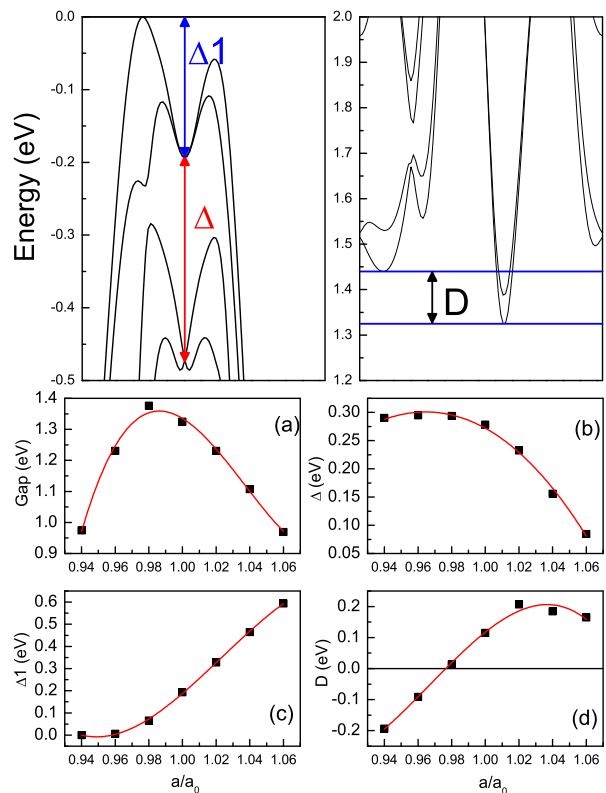 0.0
-0.1
-0.2
-0.3
-0.4
-0.5
Energy (eV)
Δ1
Δ
2.0
1.9
1.8
1.7
1.6
1.5
1.4
1.3
1.2
D
1.4
1.3
1.2
1.1
1.0
0.9
Gap (eV)
(a)
0.94 0.96 0.98 1.00 1.02 1.04 1.06
0.30
0.25
0.20
0.15
0.10
0.05
Δ (eV)
(b)
0.94 0.96 0.98 1.00 1.02 1.04 1.06
0.6
0.5
0.4
0.3
0.2
0.1
0.0
Δ1 (eV)
(c)
0.94 0.96 0.98 1.00 1.02 1.04 1.06
a/a₀
0.2
0.1
0.0
-0.1
-0.2
D (eV)
(d)
0.94 0.96 0.98 1.00 1.02 1.04 1.06
a/a₀